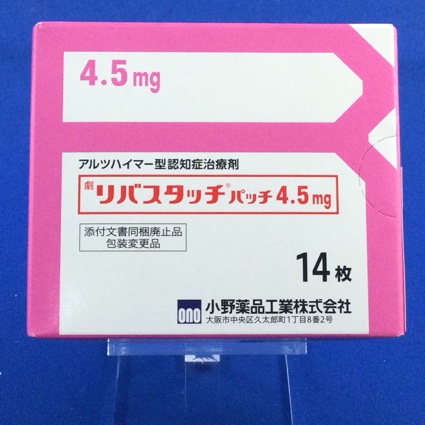 4.5mg
アルツハイマー型認知症治療剤
劇 リバスタッチ® パッチ 4.5mg
添付文書同梱廃止品
包装変更品
14枚
ono 小野薬品工業株式会社
大阪市中央区久太郎町1丁目8番2号